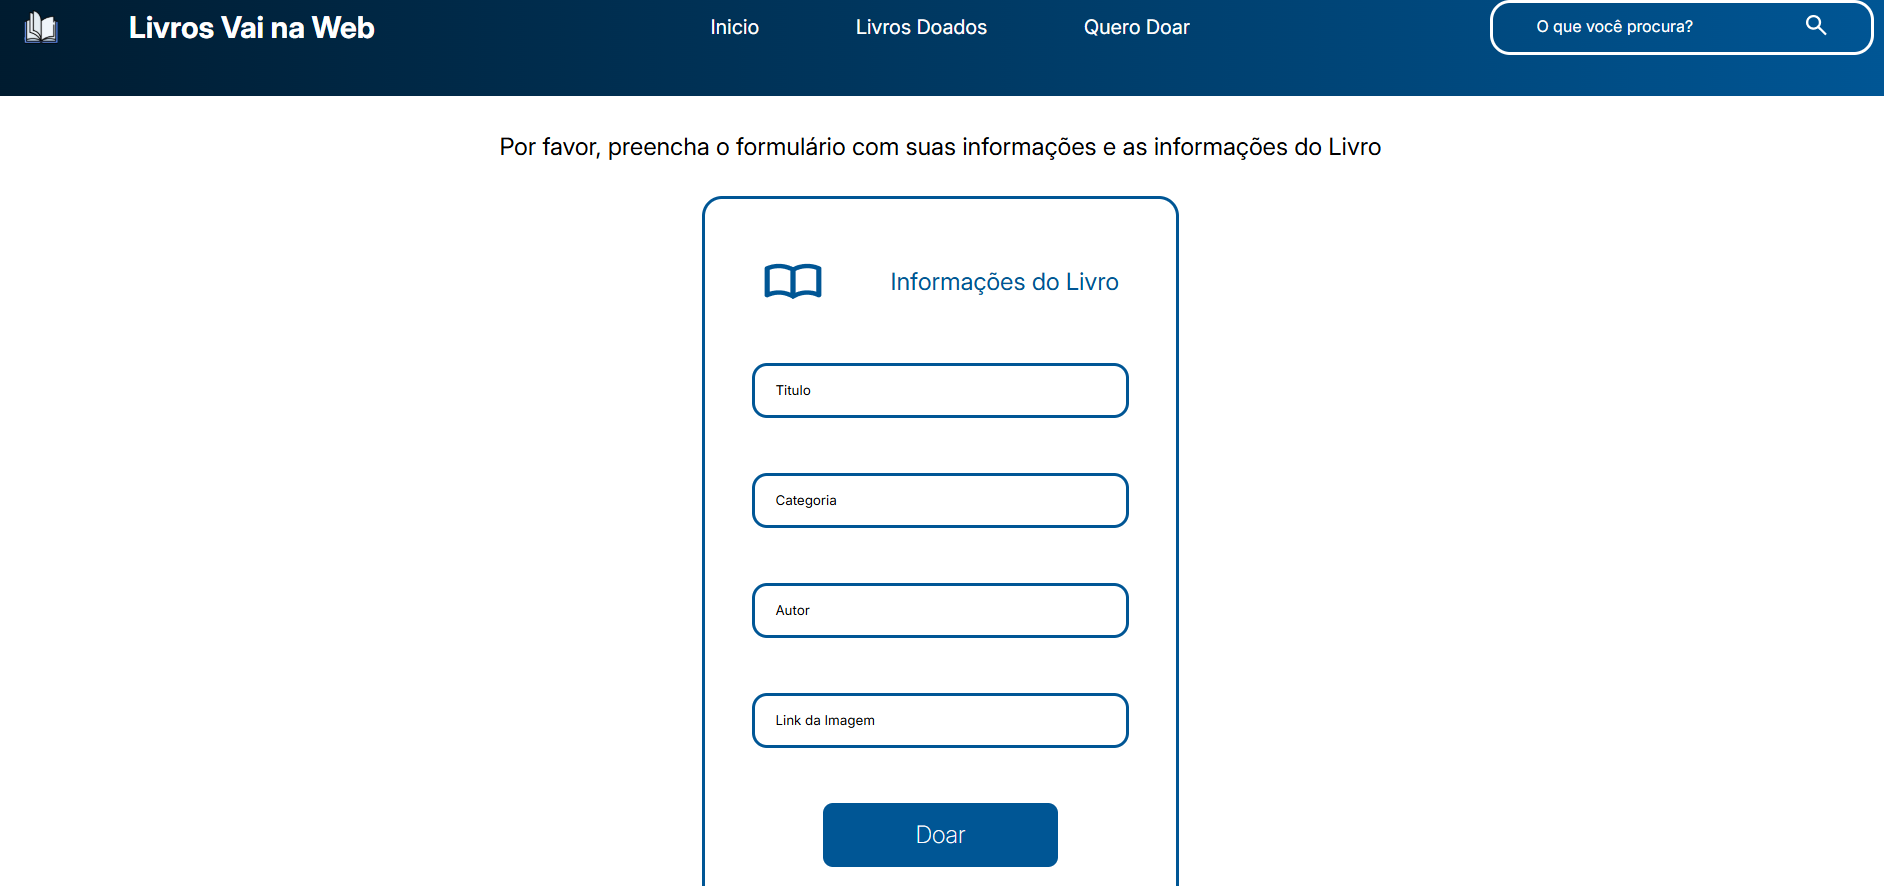 Livros Vai na Web
Inicio
Livros Doados
Quero Doar
O que você procura?
Por favor, preencha o formulário com suas informações e as informações do Livro
Informações do Livro
Titulo
Categoria
Autor
Link da Imagem
Doar